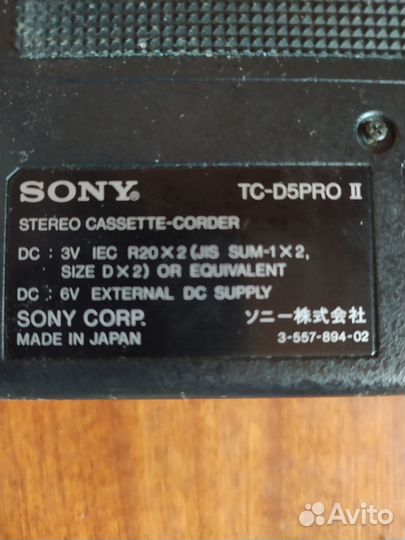 SONY® TC-D5PRO II
STEREO CASSETTE-CORDER
DC : 3V IEC R20×2 (JIS SUM-1×2,
SIZE D×2) OR EQUIVALENT
DC : 6V EXTERNAL DC SUPPLY
SONY CORP. ソニー株式会社
MADE IN JAPAN 3-557-894-02
Avito